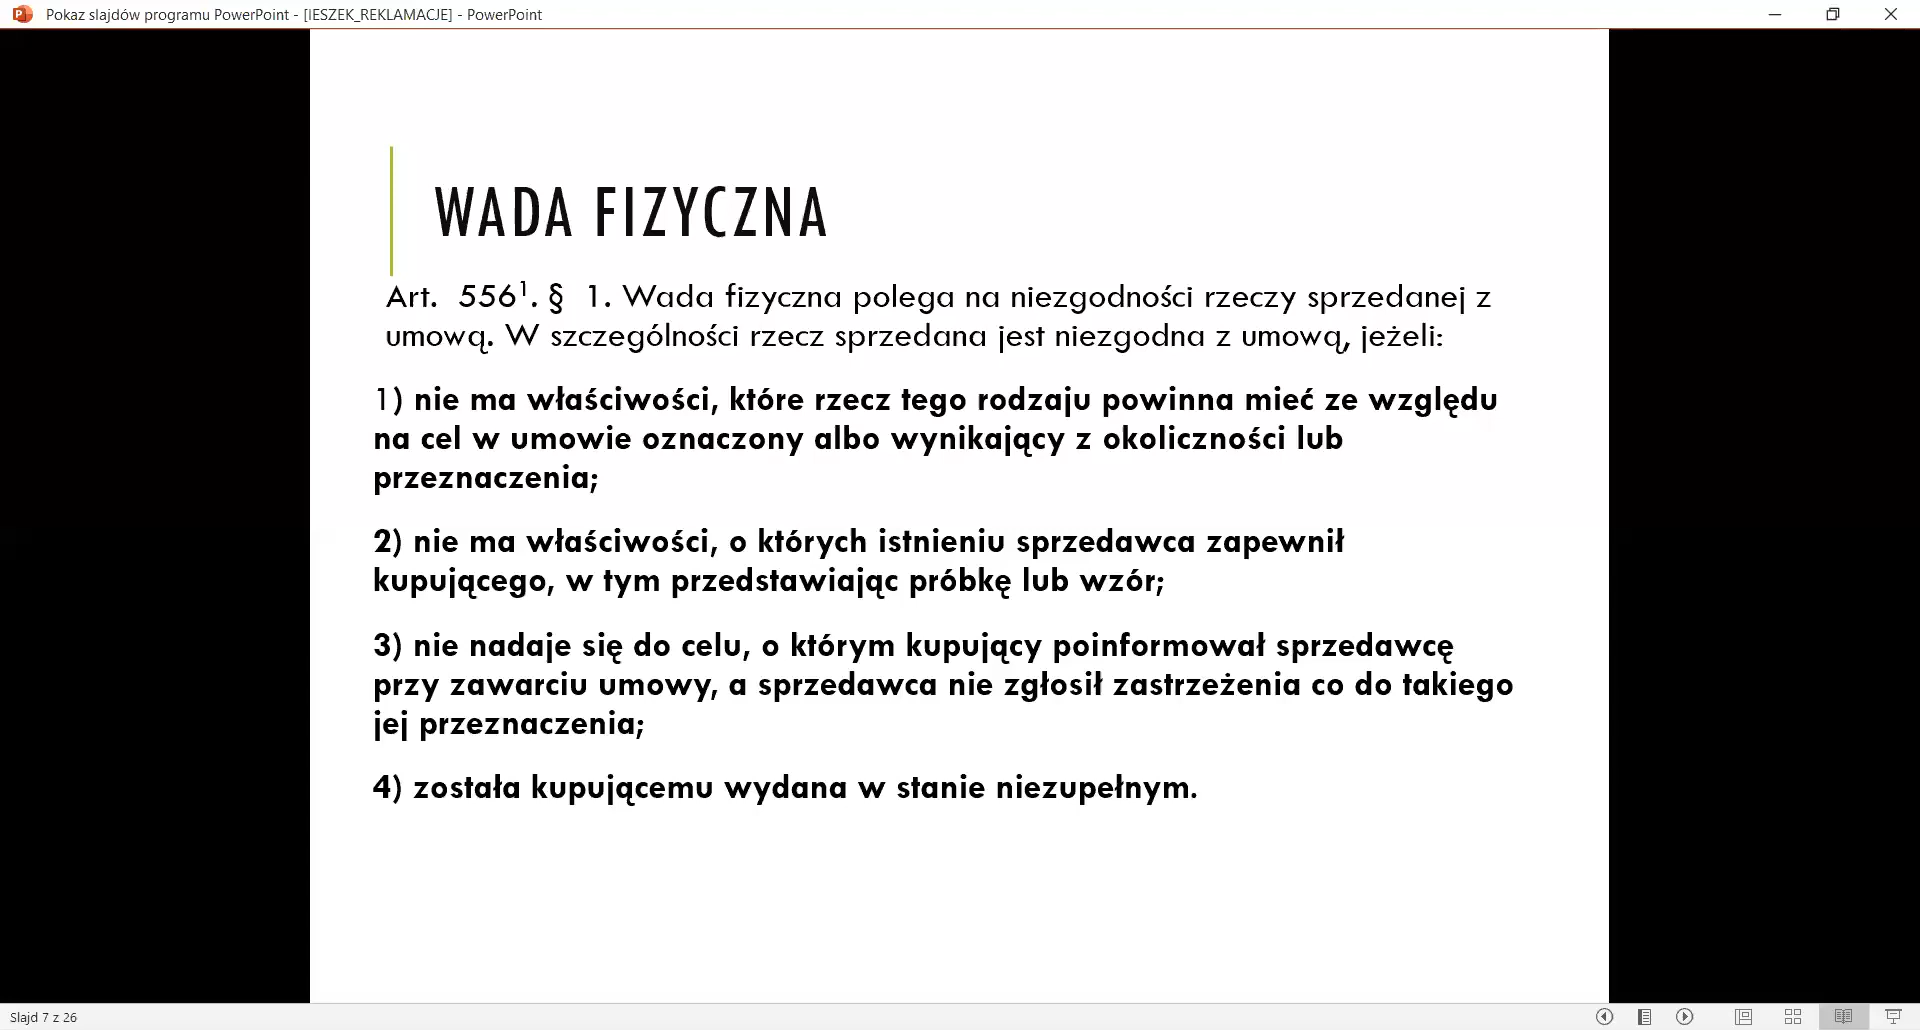 Pokaz slajdów programu PowerPoint - [IESZEK_REKLAMACJE] - PowerPoint
WADA FIZYCZNA
Art. 556¹. § 1. Wada fizyczna polega na niezgodności rzeczy sprzedanej z
umową. W szczególności rzecz sprzedana jest niezgodna z umową, jeżeli:
1) nie ma właściwości, które rzecz tego rodzaju powinna mieć ze względu
na cel w umowie oznaczony albo wynikający z okoliczności lub
przeznaczenia;
2) nie ma właściwości, o których istnieniu sprzedawca zapewnił
kupującego, w tym przedstawiając próbkę lub wzór;
3) nie nadaje się do celu, o którym kupujący poinformował sprzedawcę
przy zawarciu umowy, a sprzedawca nie zgłosił zastrzeżenia co do takiego
jej przeznaczenia;
4) została kupującemu wydana w stanie niezupełnym.
Slajd 7 z 26